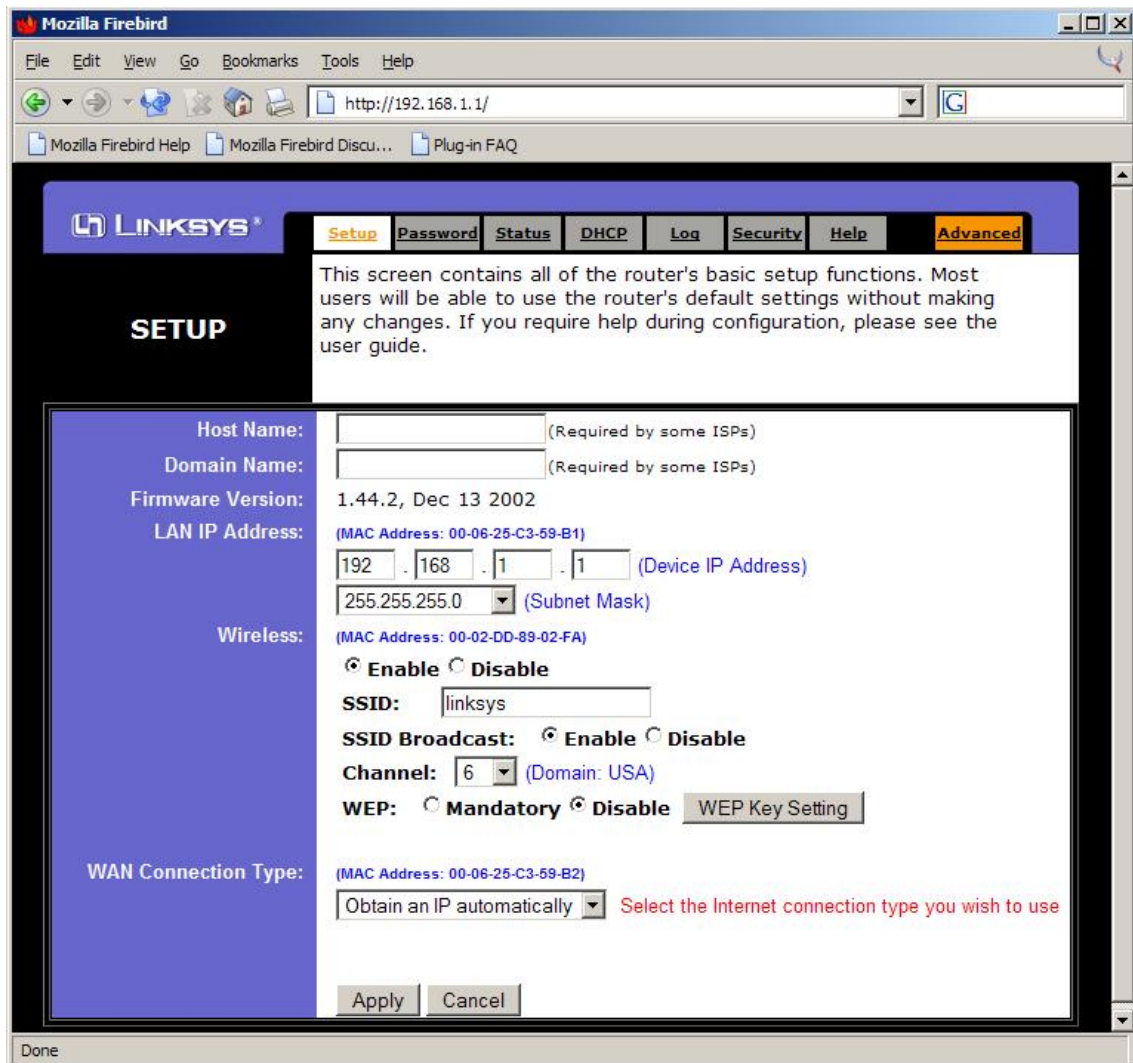 Mozilla Firebird
File Edit View Go Bookmarks Tools Help
http://192.168.1.1/
G
Mozilla Firebird Help Mozilla Firebird Discu... Plug-in FAQ
LINKSYS®
Setup Password Status DHCP Log Security Help Advanced
SETUP
This screen contains all of the router's basic setup functions. Most
users will be able to use the router's default settings without making
any changes. If you require help during configuration, please see the
user guide.
Host Name: (Required by some ISPs)
Domain Name: (Required by some ISPs)
Firmware Version: 1.44.2, Dec 13 2002
LAN IP Address: (MAC Address: 00-06-25-C3-59-B1)
192 . 168 . 1 . 1 (Device IP Address)
255.255.255.0 (Subnet Mask)
Wireless: (MAC Address: 00-02-DD-89-02-FA)
Enable Disable
SSID: linksys
SSID Broadcast: Enable Disable
Channel: 6 (Domain: USA)
WEP: Mandatory Disable WEP Key Setting
WAN Connection Type: (MAC Address: 00-06-25-C3-59-B2)
Obtain an IP automatically Select the Internet connection type you wish to use
Apply Cancel
Done